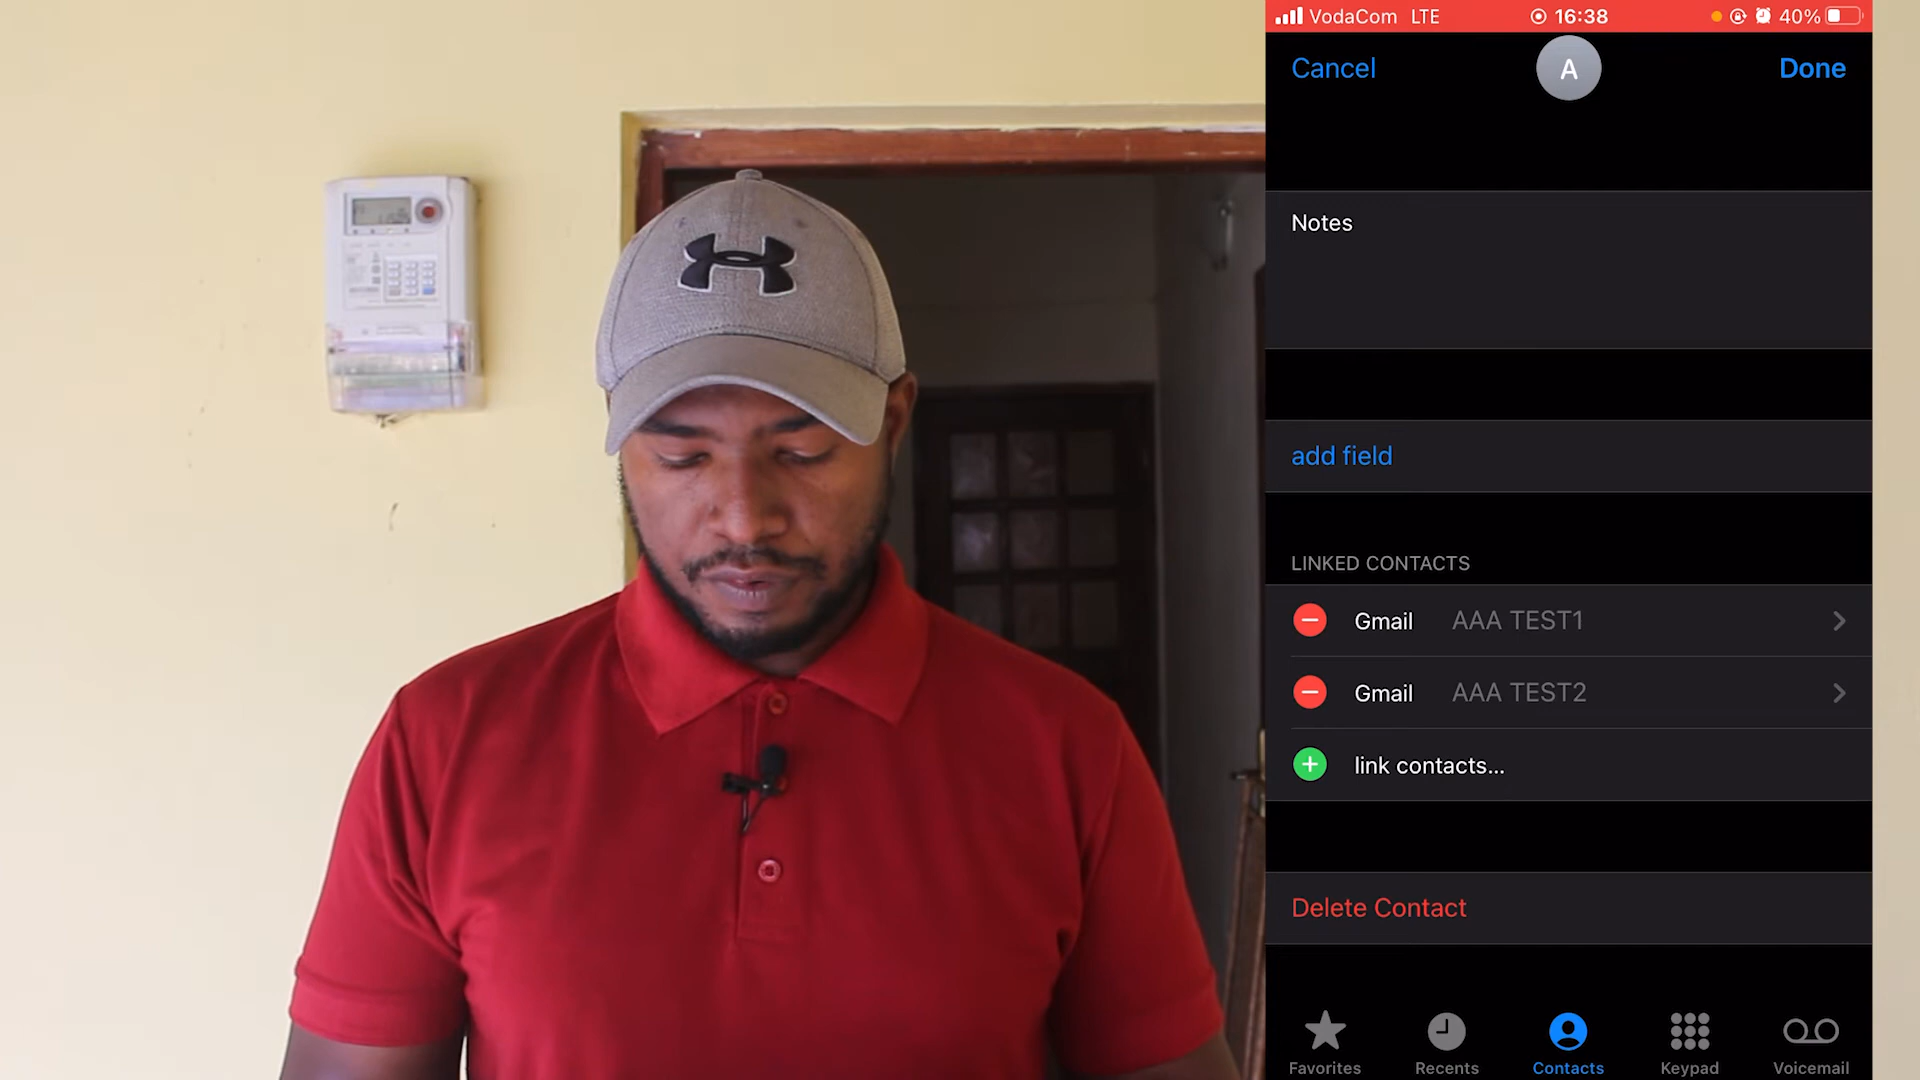 VodaCom LTE 16:38 40%
Cancel A Done
Notes
add field
LINKED CONTACTS
Gmail AAA TEST1
Gmail AAA TEST2
link contacts...
Delete Contact
Favorites Recents Contacts Keypad Voicemail